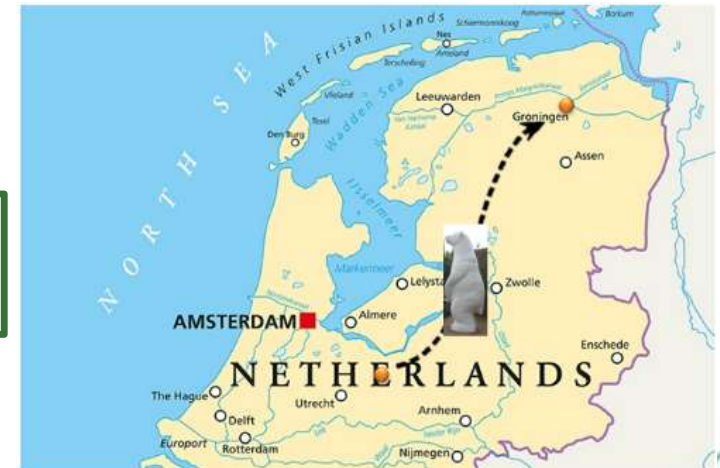 NORTH SEA
West Frisian Islands
Schiermonnikoog
Borkum
Nes
Ameland
Terschelling
Vlieland
Texel
Den Burg
Wadden Sea
Leeuwarden
Groningen
Assen
IJsselmeer
Markermeer
Lelysta
Zwolle
AMSTERDAM
Almere
Enschede
NETHERLANDS
The Hague
Utrecht
Arnhem
Delft
Europort
Rotterdam
Nijmegen